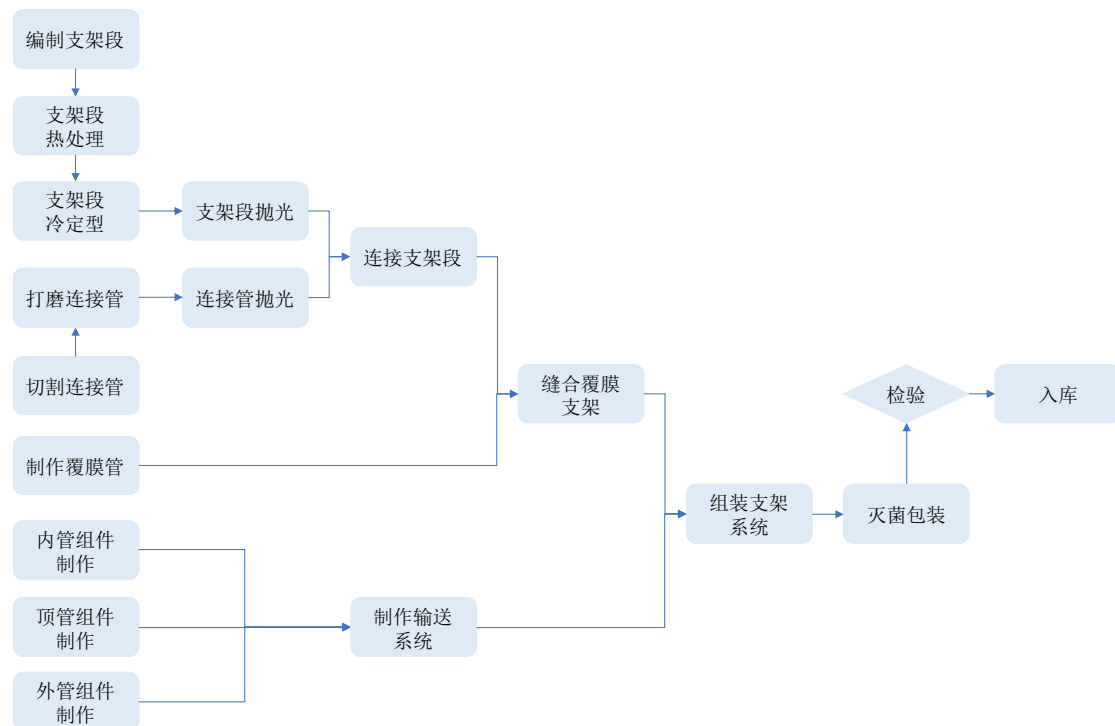 编制支架段
支架段
热处理
支架段
冷定型
支架段抛光
连接支架段
打磨连接管
连接管抛光
切割连接管
缝合覆膜
支架
检验
入库
制作覆膜管
组装支架
系统
灭菌包装
内管组件
制作
顶管组件
制作
制作输送
系统
外管组件
制作